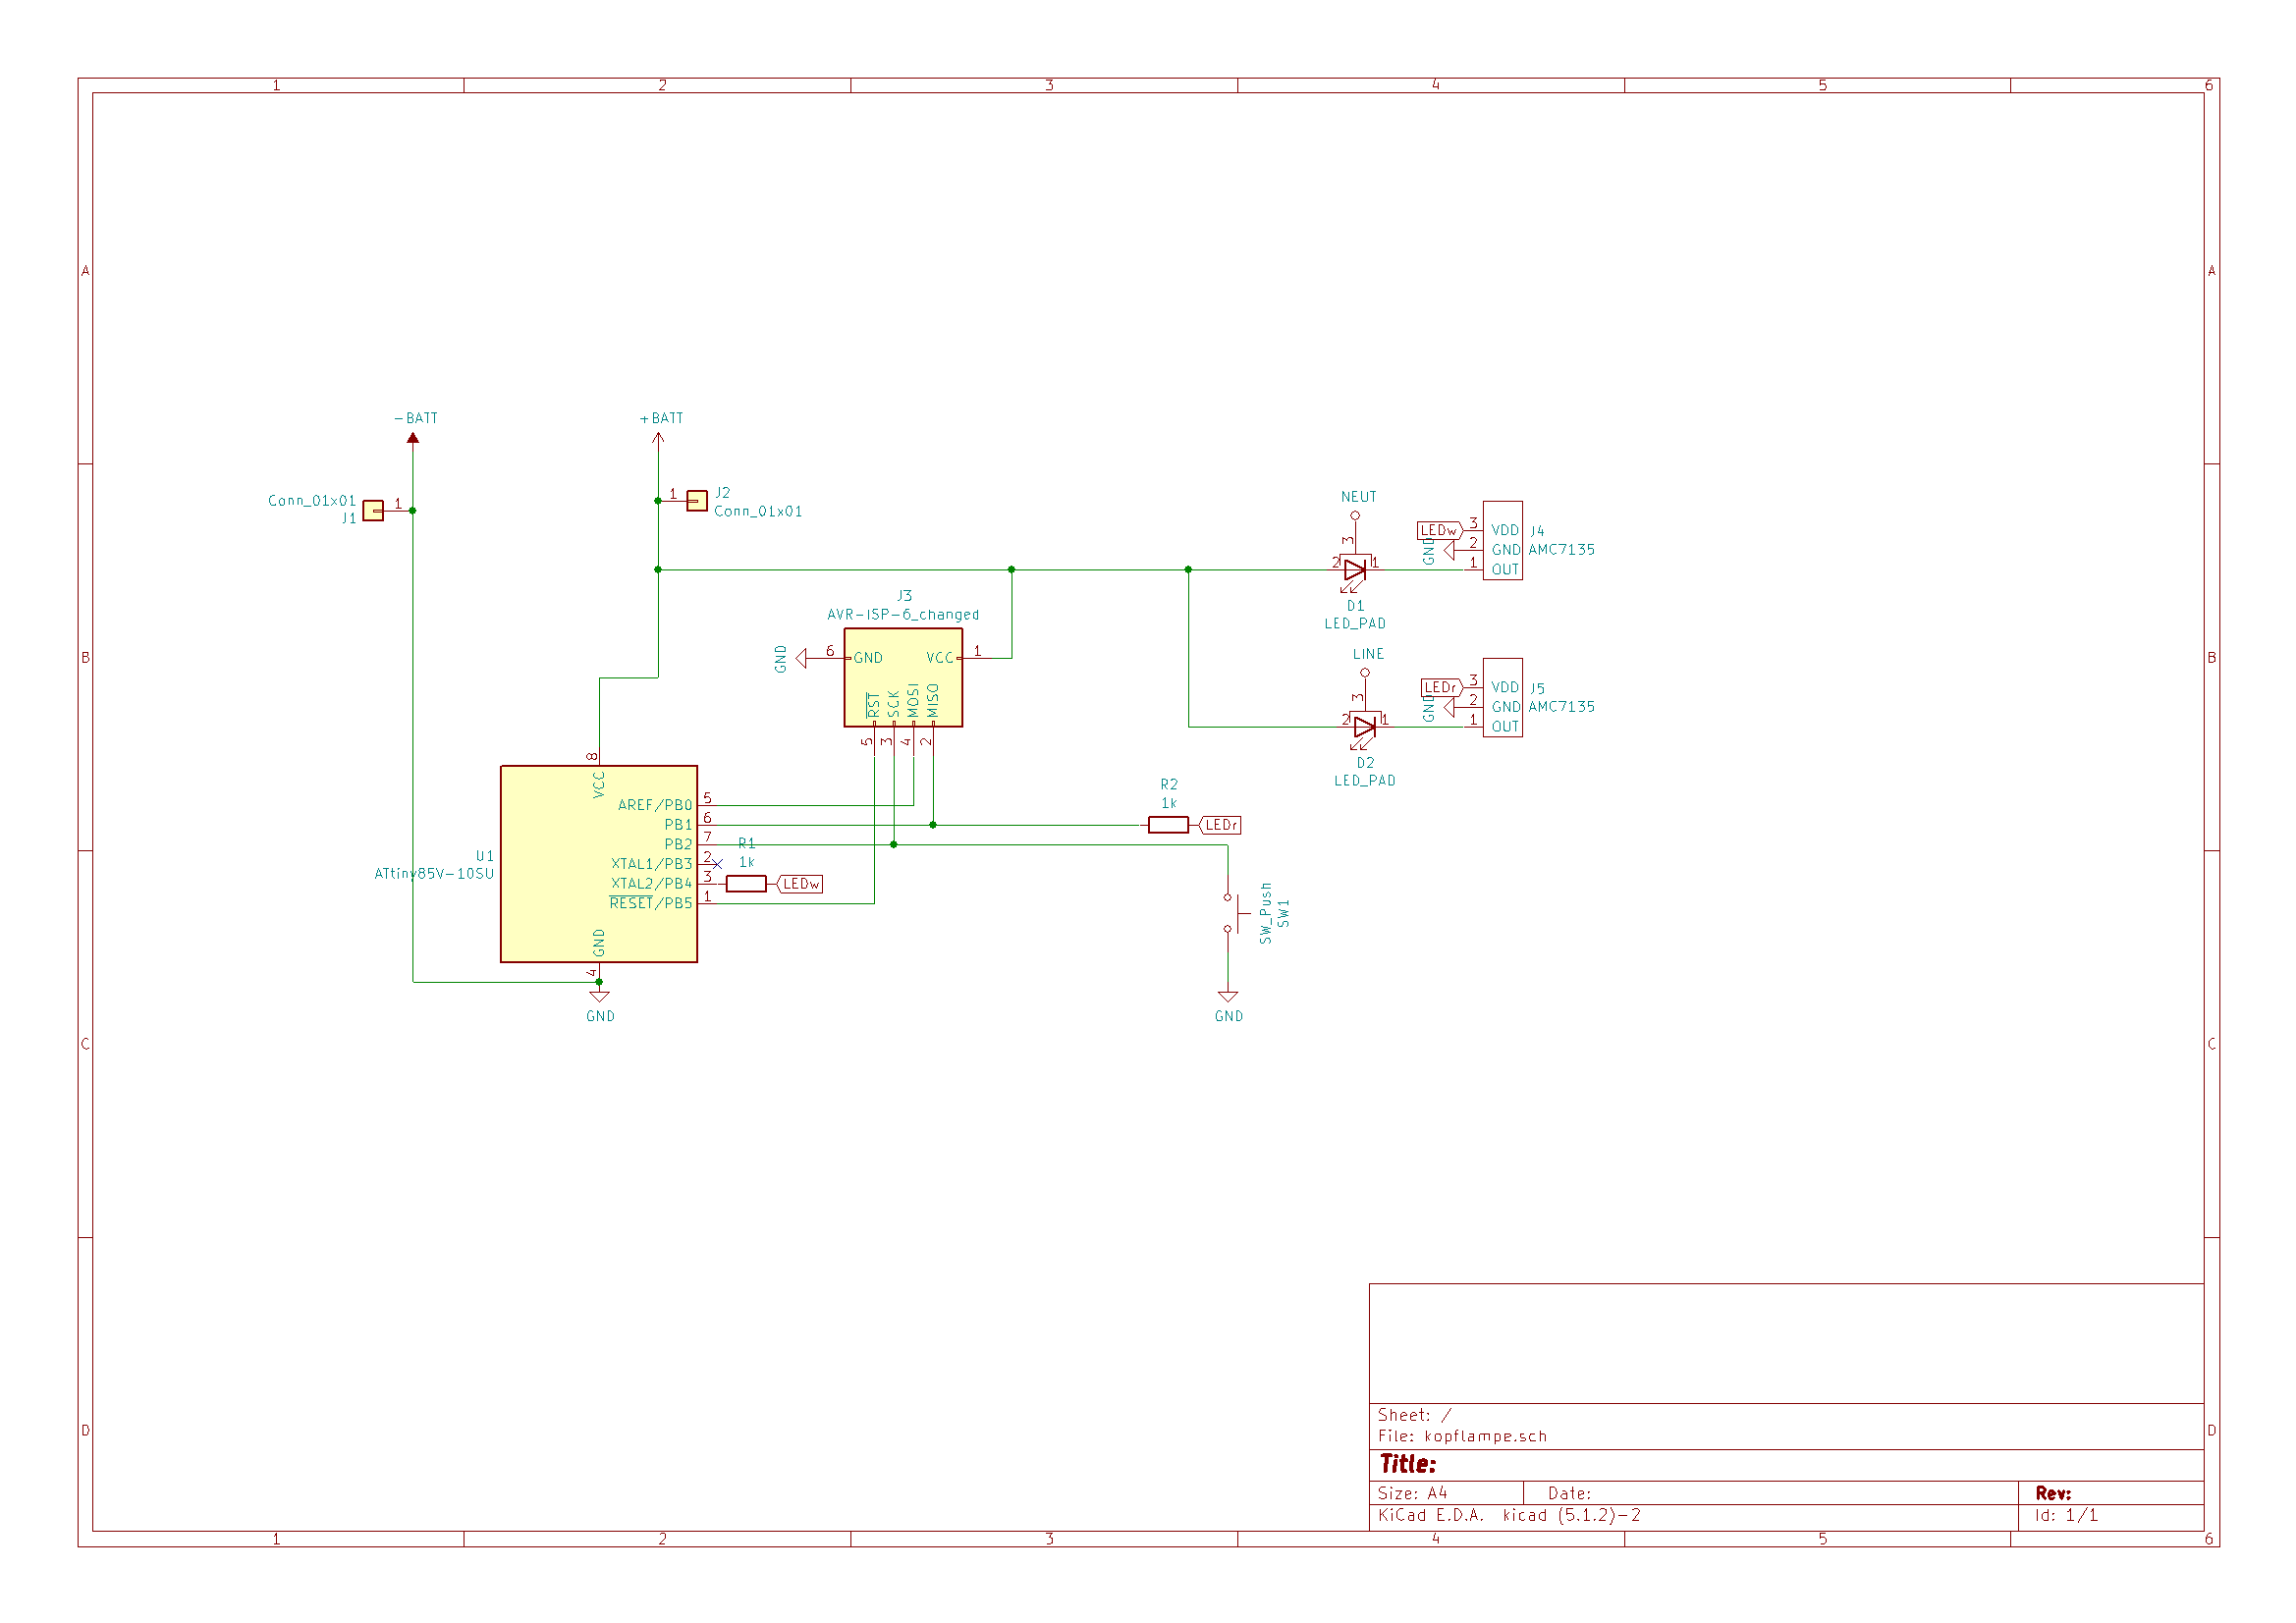 1 2 3 4 5 6
A A
-BATT +BATT
Conn_01x01 1
J1
1 J2
Conn_01x01
NEUT
3
2 1
D1
LED_PAD
LEDw 3 VDD J4
GND 2 GND AMC7135
1 OUT
J3
AVR-ISP-6_changed
GND 6 GND VCC 1
RST SCK MOSI MISO
5 3 4 2
B B
LINE
3
2 1
D2
LED_PAD
LEDr 3 VDD J5
GND 2 GND AMC7135
1 OUT
8
VCC
AREF/PB0 5
PB1 6
PB2 7
XTAL1/PB3 2
XTAL2/PB4 3
RESET/PB5 1
GND
4
U1
ATtiny85V-10SU
R1
1k
LEDw
R2
1k
LEDr
SW_Push
SW1
GND
GND
C C
D D
Sheet: /
File: kopflampe.sch
Title:
Size: A4 Date: Rev:
KiCad E.D.A. kicad (5.1.2)-2 Id: 1/1
1 2 3 4 5 6